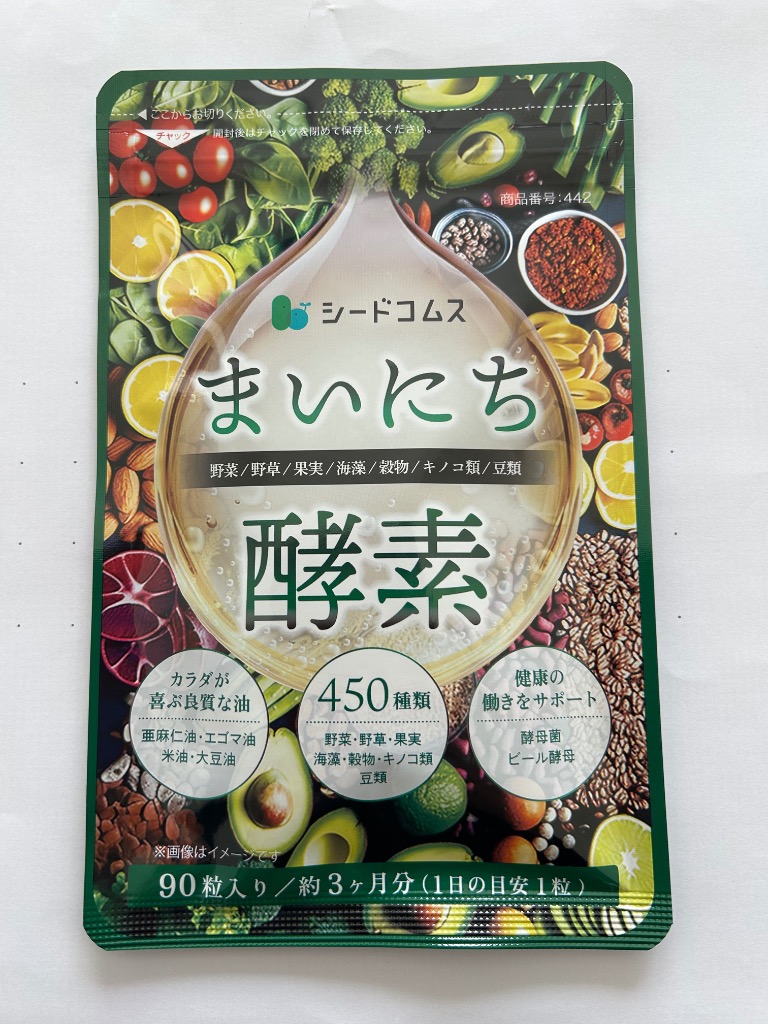 ◀ここからお切りください。
チャック 開封後はチャックを閉めて保存してください。
商品番号:442
シードコムス
まいにち
野菜/野草/果実/海藻/穀物/キノコ類/豆類
酵素
カラダが
喜ぶ良質な油
亜麻仁油・エゴマ油
米油・大豆油
450種類
野菜・野草・果実
海藻・穀物・キノコ類
豆類
健康の
働きをサポート
酵母菌
ビール酵母
※画像はイメージです
90粒入り/約3ヶ月分(1日の目安1粒)